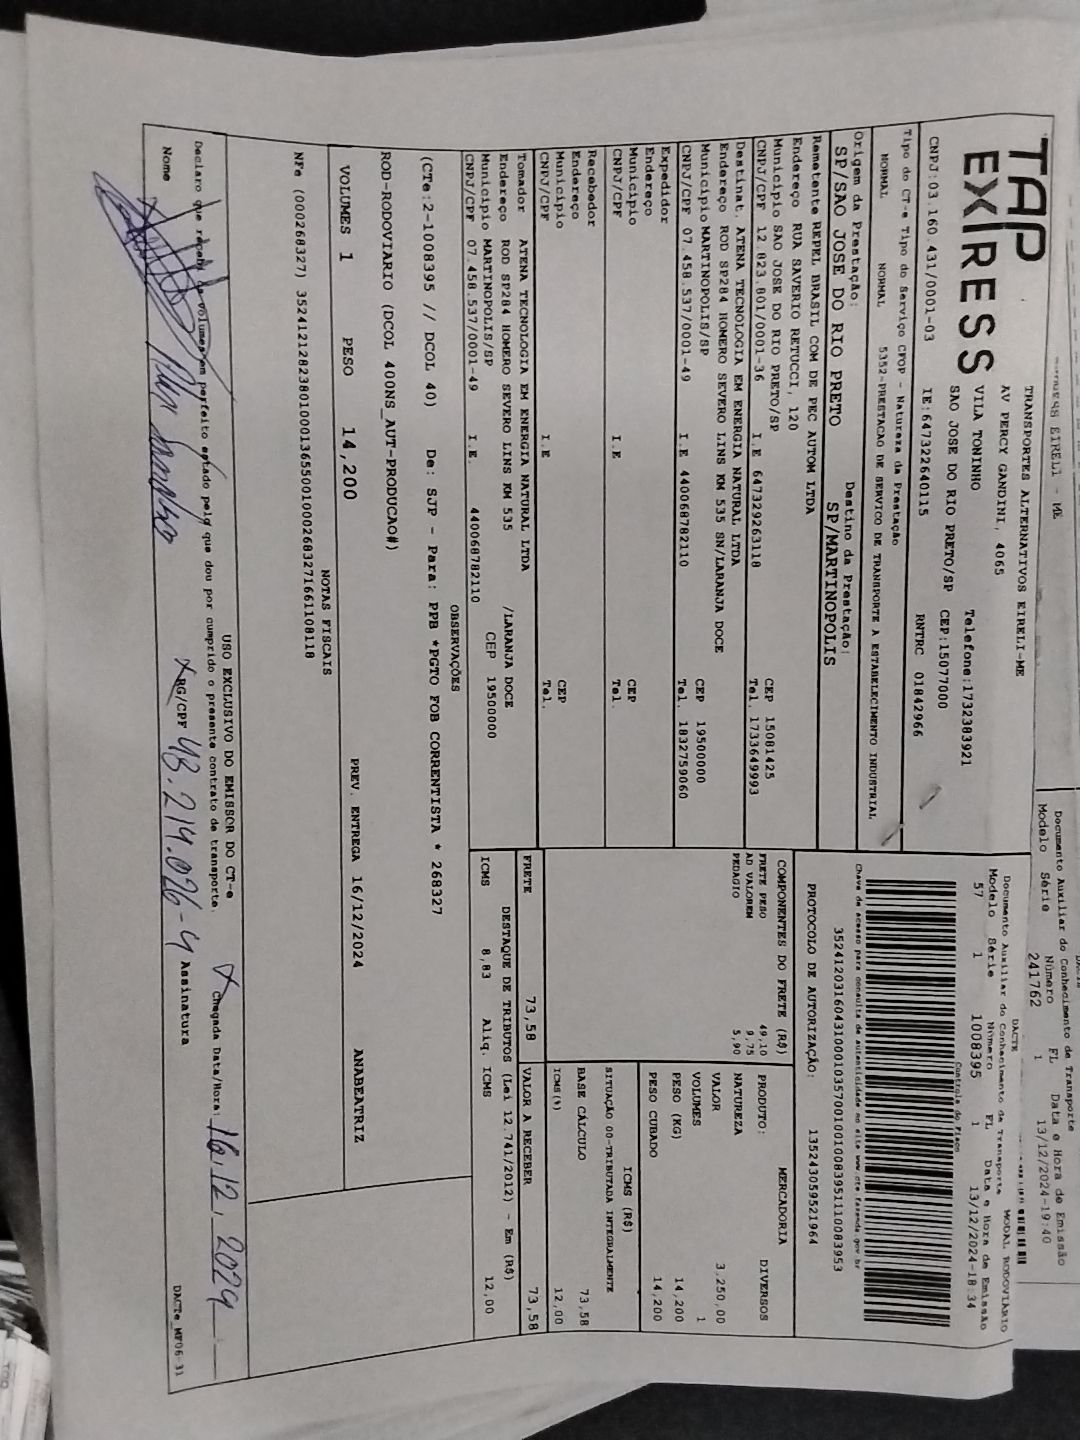 TAP
EXPRESS
TRANSPORTES ALTERNATIVOS EIRELI-ME
AV PERCY GANDINI, 4065
VILA TONINHO
SAO JOSE DO RIO PRETO/SP
Telefone:1732383921
CEP:15077000
CNPJ:03.160.431/0001-03 IE:647322640115 RNTRC 01842966
Tipo do CT-e Tipo do Serviço CFOP - Natureza da Prestação
NORMAL NORMAL 5352-PRESTACAO DE SERVICO DE TRANSPORTE A ESTABELECIMENTO INDUSTRIAL
Origem da Prestação: Destino da Prestação:
SP/SAO JOSE DO RIO PRETO SP/MARTINOPOLIS
Remetente REPEL BRASIL COM DE PEC AUTOM LTDA
Endereço RUA SAVERIO RETUCCI, 120
Municipio SAO JOSE DO RIO PRETO/SP CEP 15081425
CNPJ/CPF 12.823.801/0001-36 I.E 647329263118 Tel. 1733649993
Destinat. ATENA TECNOLOGIA EM ENERGIA NATURAL LTDA
Endereço ROD SP284 HOMERO SEVERO LINS KM 535 SN/LARANJA DOCE
Municipio MARTINOPOLIS/SP CEP 19500000
CNPJ/CPF 07.458.537/0001-49 I.E 440068782110 Tel. 1832759060
Expedidor
Endereço
Municipio CEP
CNPJ/CPF I.E Tel.
Recebedor
Endereço
Municipio CEP
CNPJ/CPF I.E Tel.
Tomador ATENA TECNOLOGIA EM ENERGIA NATURAL LTDA
Endereço ROD SP284 HOMERO SEVERO LINS KM 535 /LARANJA DOCE
Municipio MARTINOPOLIS/SP CEP 19500000
CNPJ/CPF 07.458.537/0001-49 I.E. 440068782110
Documento Auxiliar do Conhecimento de Transporte
Modelo Série Número FL Data e Hora de Emissão
241762 1 13/12/2024-19:40
DACTE
Documento Auxiliar do Conhecimento de Transporte MODAL RODOVIÁRIO
Modelo Série Número FL Data e Hora de Emissão
57 1 1008395 1 13/12/2024-18:34
Controle do Fisco
Chave de acesso para consulta de autenticidade no site www.cte.fazenda.gov.br
35241203160431000103570010010083951110083953
PROTOCOLO DE AUTORIZAÇÃO: 135243059521964
COMPONENTES DO FRETE (R$)
FRETE PESO 49,10
AD VALOREM 9,75
PEDAGIO 5,90
MERCADORIA
PRODUTO: DIVERSOS
NATUREZA
VALOR 3.250,00
VOLUMES 1
PESO (KG) 14,200
PESO CUBADO 14,200
ICMS (R$)
SITUAÇÃO 00-TRIBUTADA INTEGRALMENTE
BASE CÁLCULO 73,58
ICMS(%) 12,00
FRETE 73,58 VALOR A RECEBER 73,58
DESTAQUE DE TRIBUTOS (Lei 12.741/2012) - Em (R$)
ICMS 8,83 Aliq. ICMS 12,00
OBSERVAÇÕES
(CTe:2-1008395 // DCOL 40) De: SJP - Para: PPB *PGTO FOB CORRENTISTA * 268327
ROD-RODOVIARIO (DCOL 400NS_AUT-PRODUCAO#)
VOLUMES 1 PESO 14,200 PREV. ENTREGA 16/12/2024 ANABEATRIZ
NOTAS FISCAIS
NFe (000268327) 35241212823801000136550010002683271661108118
USO EXCLUSIVO DO EMISSOR DO CT-e
Declaro que recebi os volumes em perfeito estado pelo que dou por cumprido o presente contrato de transporte. X Chegada Data/Hora: 16.12.2024
Nome X RG/CPF 48.214.026-4 Assinatura
DACTe_MF06-31